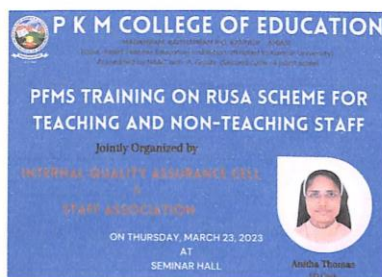 P K M COLLEGE OF EDUCATION
PFMS TRAINING ON RUSA SCHEME FOR
TEACHING AND NON-TEACHING STAFF
Jointly Organized by
INTERNAL QUALITY ASSURANCE CELL
&
STAFF ASSOCIATION
ON THURSDAY, MARCH 23, 2023
AT
SEMINAR HALL
Anitha Thomas